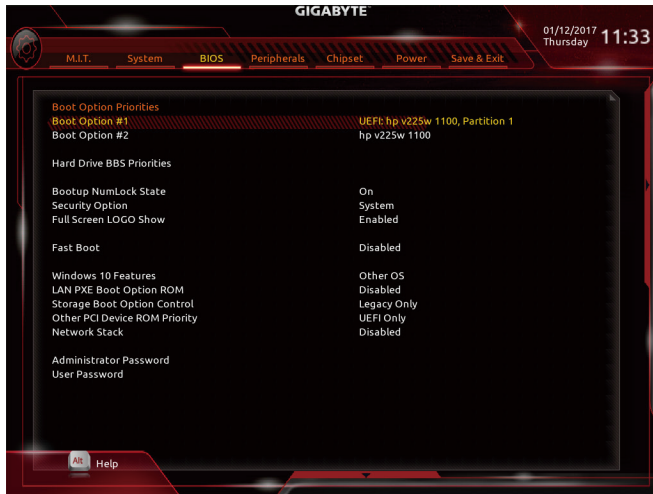 GIGABYTE™
01/12/2017 Thursday 11:33
M.I.T. System BIOS Peripherals Chipset Power Save & Exit
Boot Option Priorities
Boot Option #1 UEFI: hp v225w 1100, Partition 1
Boot Option #2 hp v225w 1100
Hard Drive BBS Priorities
Bootup NumLock State On
Security Option System
Full Screen LOGO Show Enabled
Fast Boot Disabled
Windows 10 Features Other OS
LAN PXE Boot Option ROM Disabled
Storage Boot Option Control Legacy Only
Other PCI Device ROM Priority UEFI Only
Network Stack Disabled
Administrator Password
User Password
Alt Help